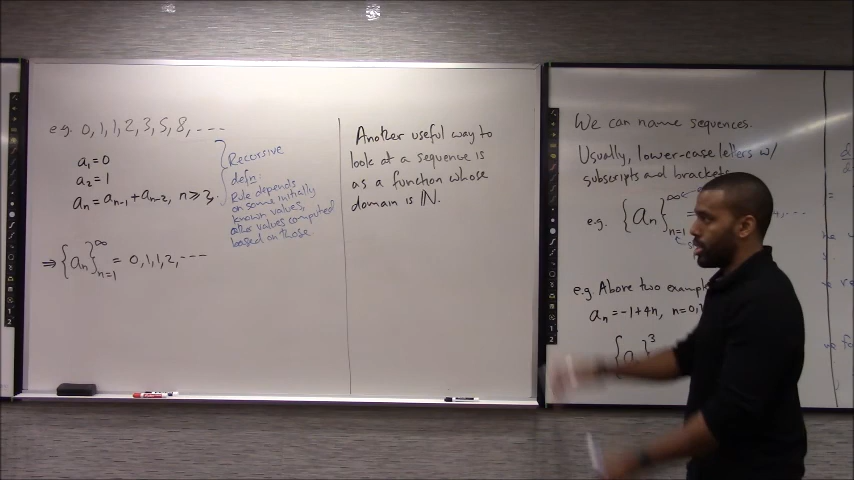 e.g. 0, 1, 1, 2, 3, 5, 8, ---
a₁ = 0
a₂ = 1
aₙ = aₙ₋₁ + aₙ₋₂, n ≥ 3.
Recursive
defn:
Rule depends
on some initially
known values,
other values computed
based on those
⇒ {aₙ}ₙ₌₁^∞ = 0, 1, 1, 2, ---
Another useful way to
look at a sequence is
as a function whose
domain is ℕ.
We can name sequences.
Usually, lower-case letters w/
subscripts and brackets
e.g. {aₙ}ₙ₌₁^∞ =
e.g. Above two
aₙ = -1 + 4n, n = 0,